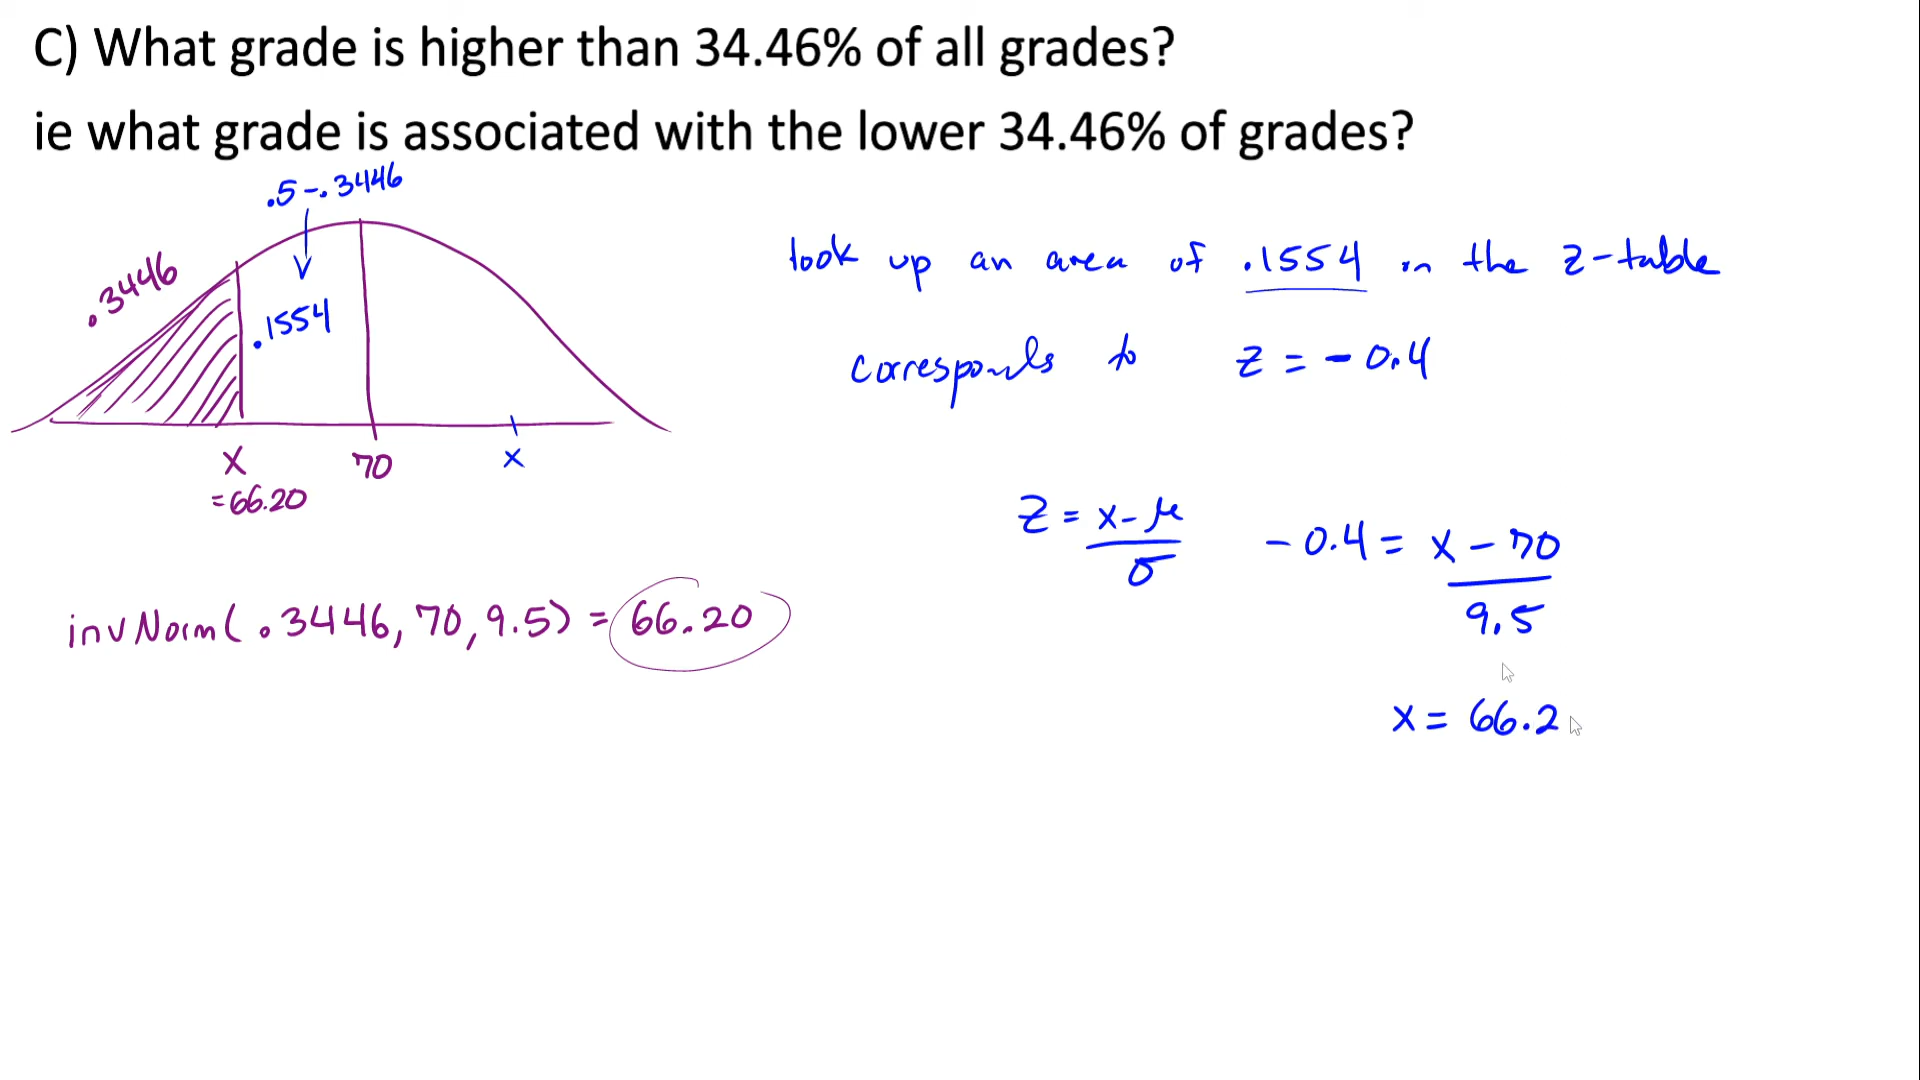 C) What grade is higher than 34.46% of all grades?
ie what grade is associated with the lower 34.46% of grades?
.5-.3446
.3446
.1554
x
=66.20
70
x
look up an area of .1554 in the z-table
corresponds to z = -0.4
z = x-μ
σ
-0.4 = x - 70
9.5
x = 66.2
invNorm(.3446, 70, 9.5) = 66.20